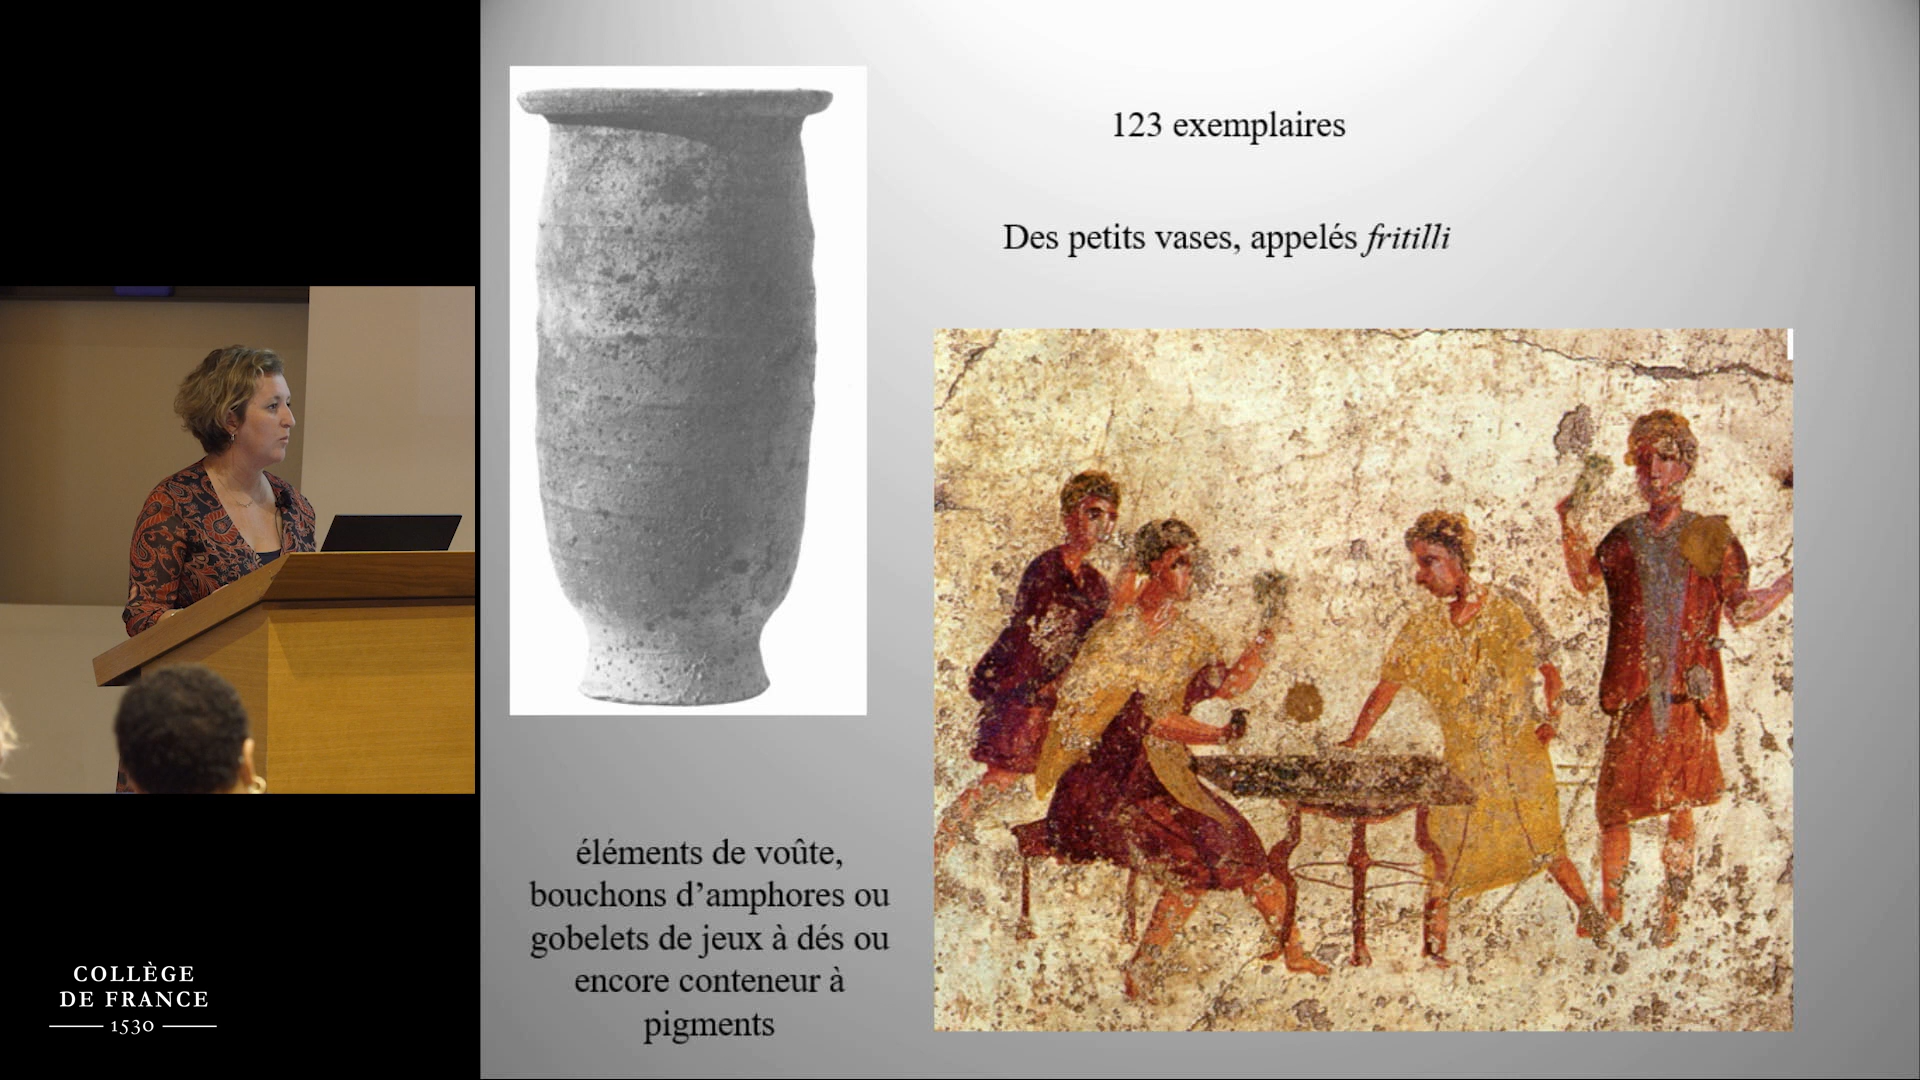 123 exemplaires
Des petits vases, appelés fritilli
éléments de voûte,
bouchons d’amphores ou
gobelets de jeux à dés ou
encore conteneur à
pigments
COLLÈGE
DE FRANCE
1530